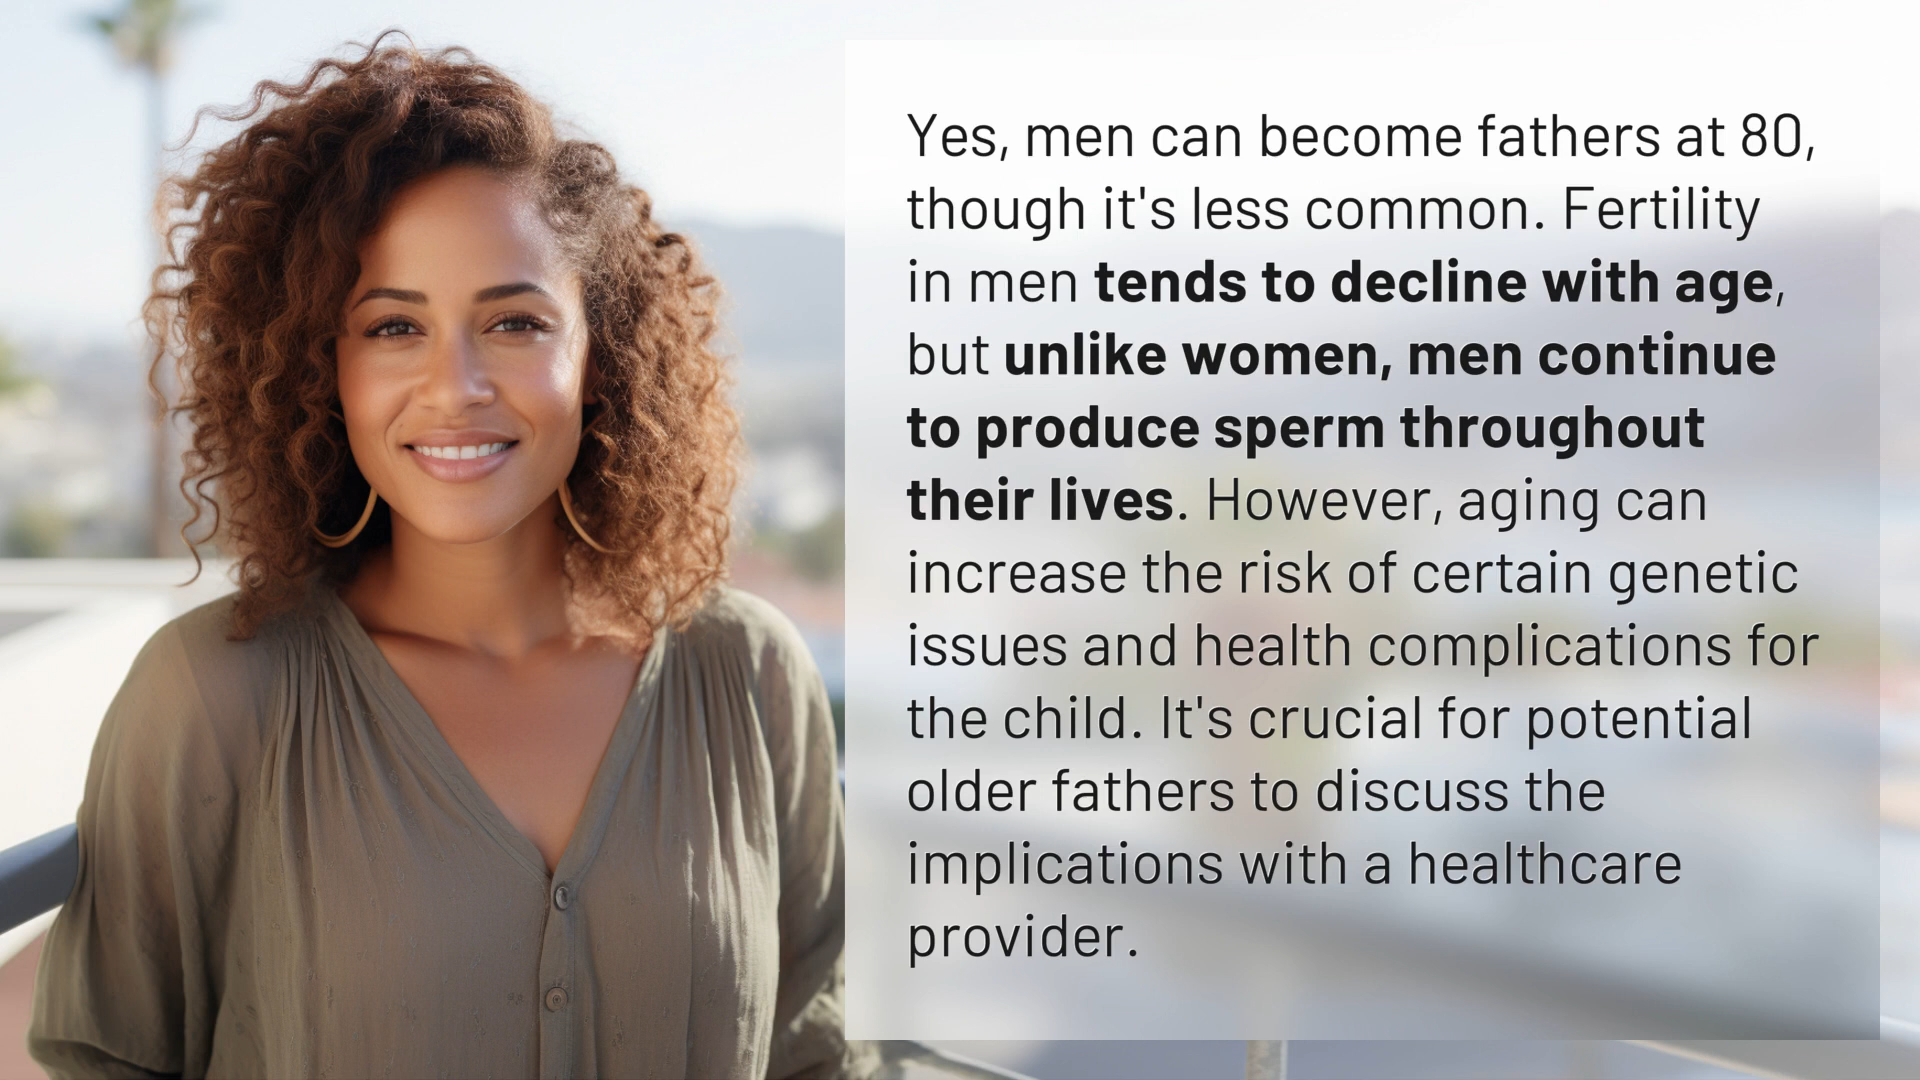 Yes, men can become fathers at 80,
though it's less common. Fertility
in men tends to decline with age,
but unlike women, men continue
to produce sperm throughout
their lives. However, aging can
increase the risk of certain genetic
issues and health complications for
the child. It's crucial for potential
older fathers to discuss the
implications with a healthcare
provider.